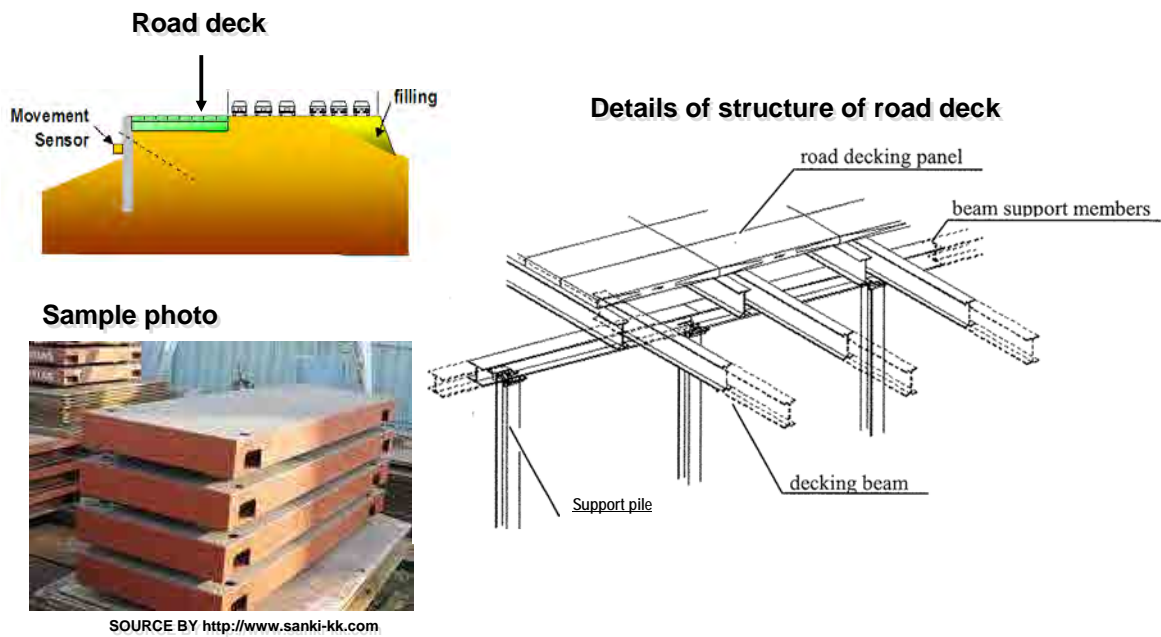 Road deck
filling
Movement
Sensor
Details of structure of road deck
road decking panel
beam support members
Sample photo
decking beam
Support pile
SOURCE BY http://www.sanki-kk.com